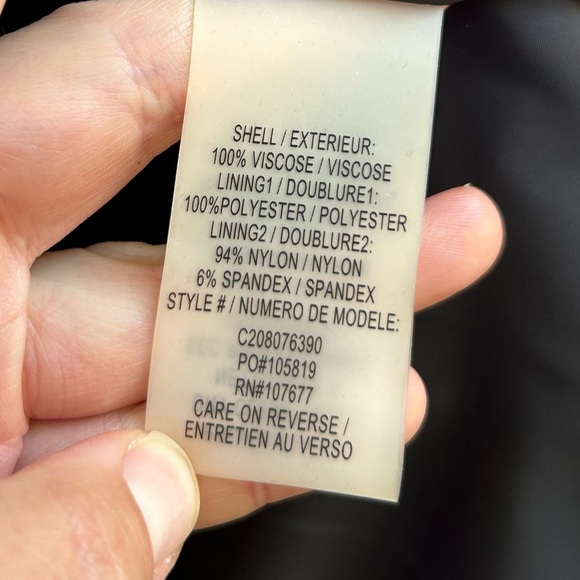 SHELL / EXTERIEUR:
100% VISCOSE / VISCOSE
LINING1 / DOUBLURE1:
100%POLYESTER / POLYESTER
LINING2 / DOUBLURE2:
94% NYLON / NYLON
6% SPANDEX / SPANDEX
STYLE # / NUMERO DE MODELE:
C208076390
PO#105819
RN#107677
CARE ON REVERSE /
ENTRETIEN AU VERSO